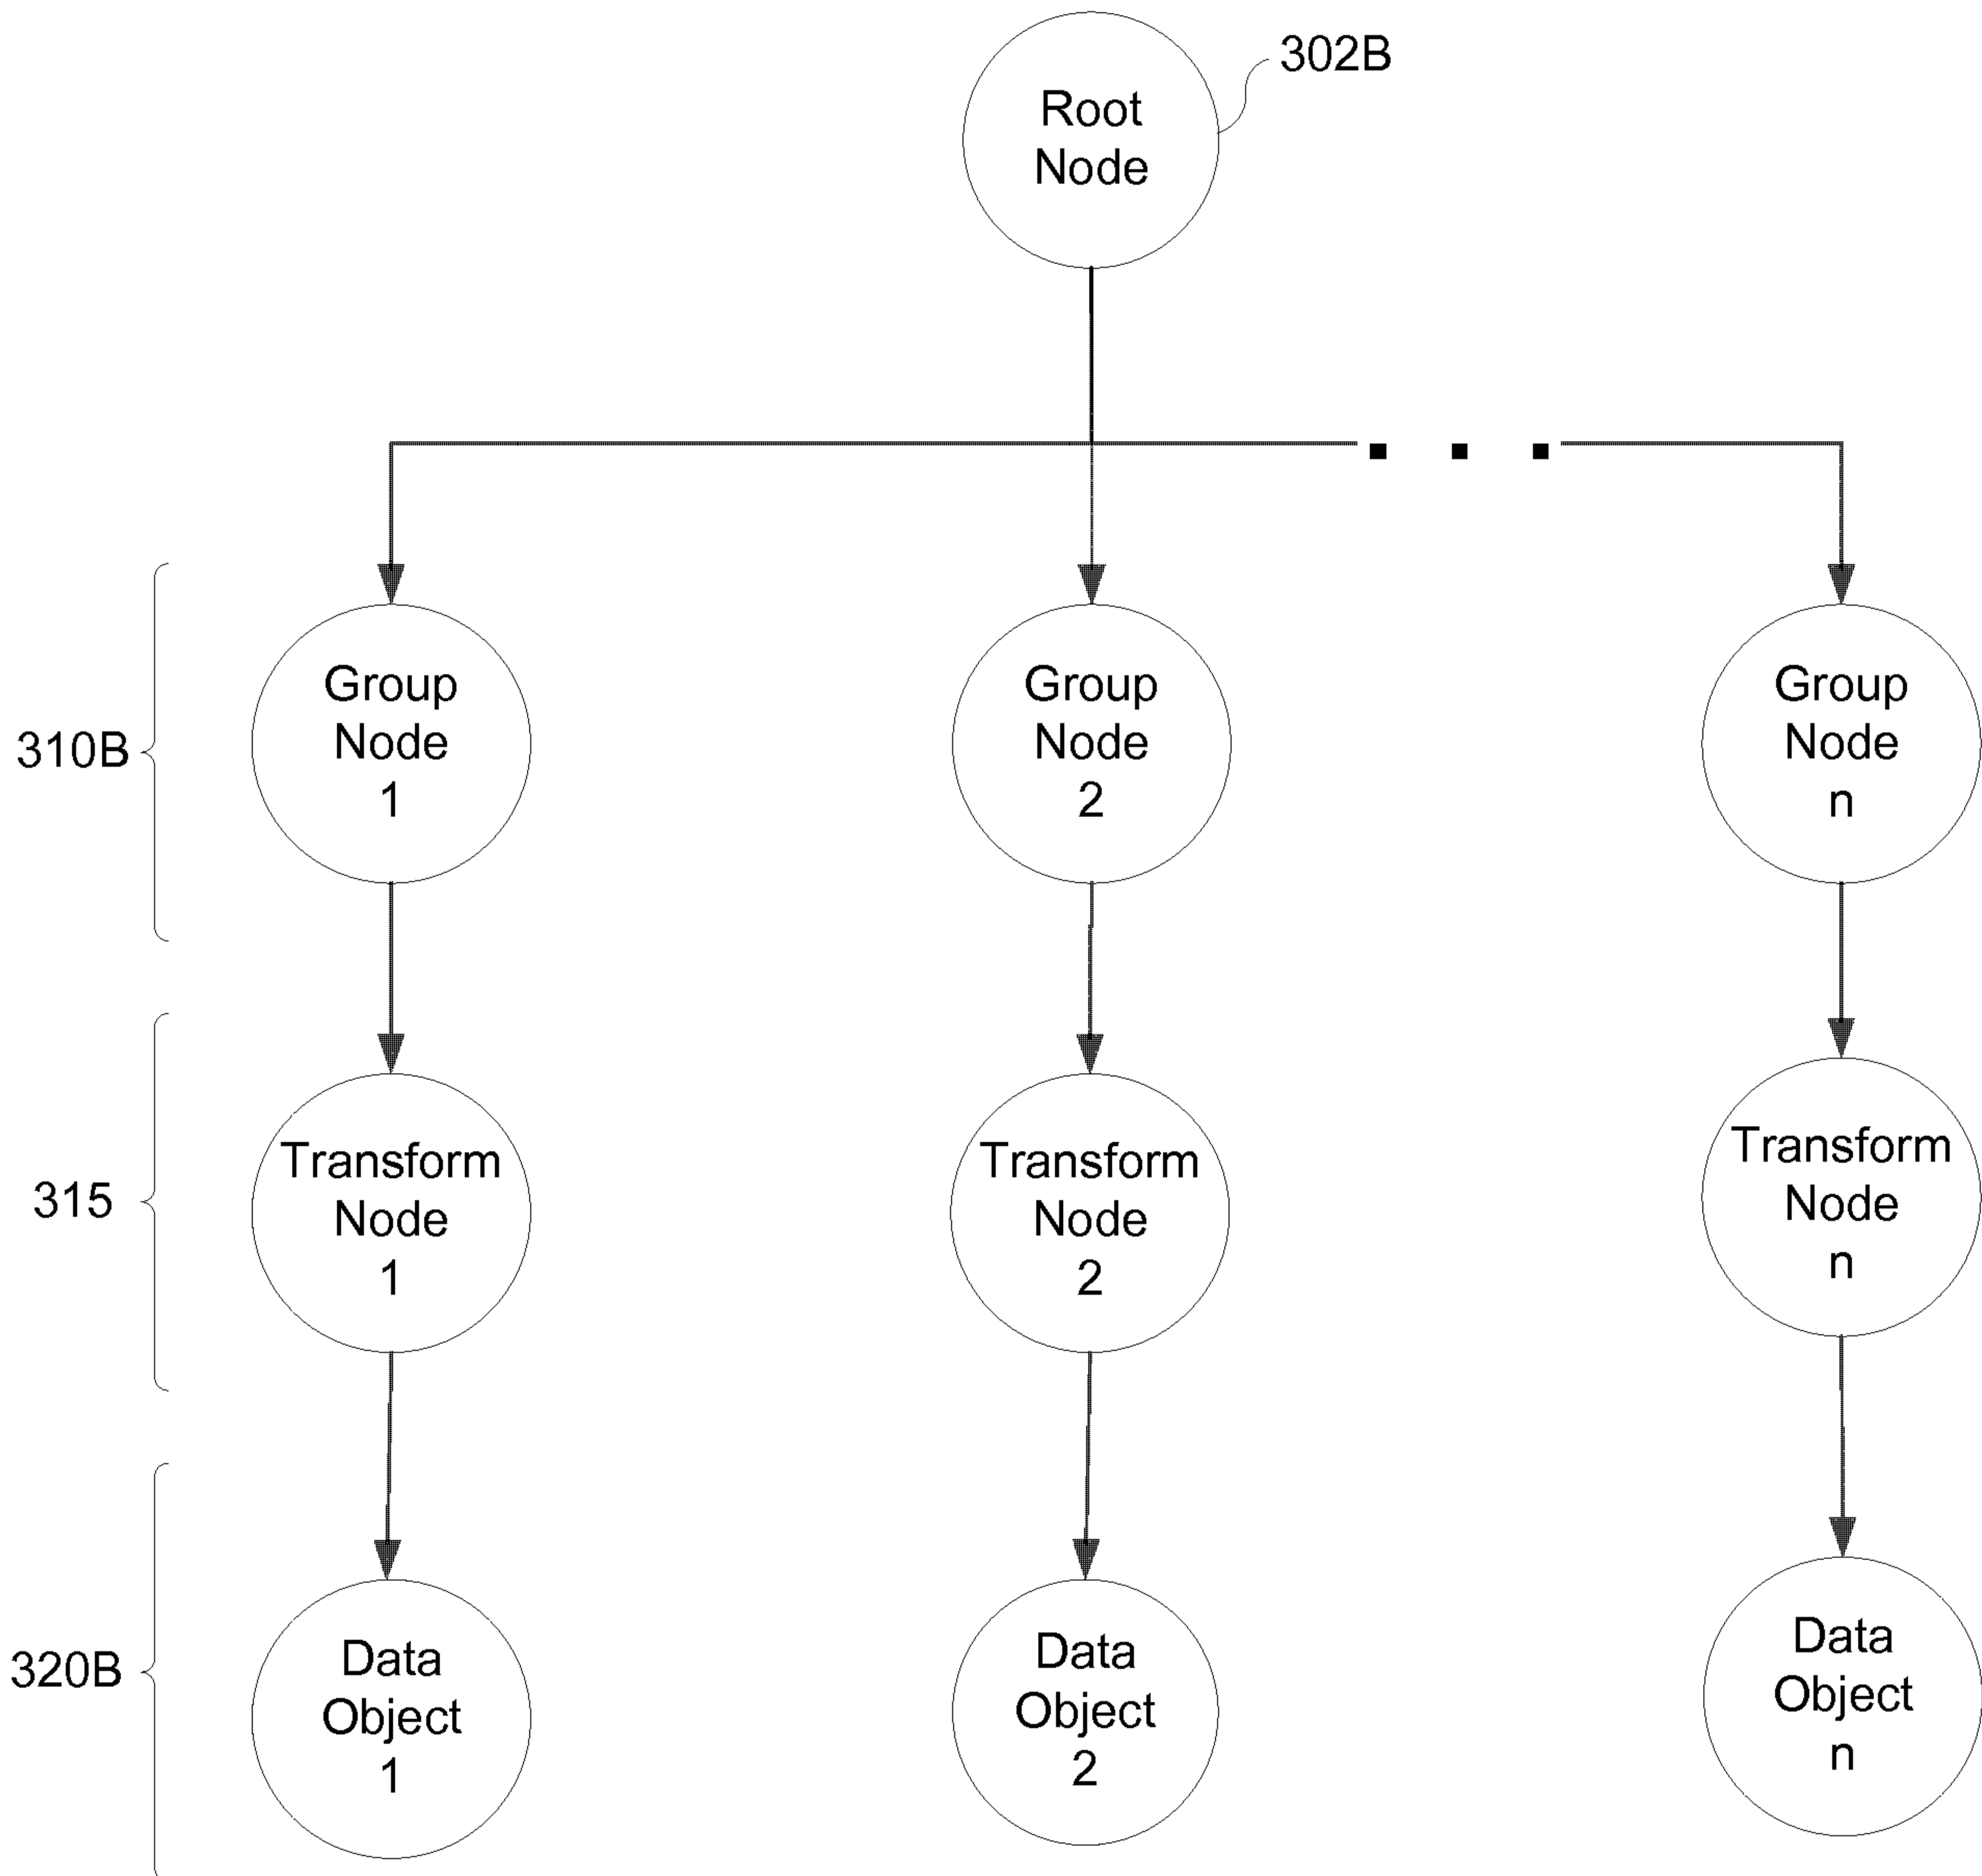 302B
Root
Node
310B
Group
Node
1
Group
Node
2
Group
Node
n
315
Transform
Node
1
Transform
Node
2
Transform
Node
n
320B
Data
Object
1
Data
Object
2
Data
Object
n